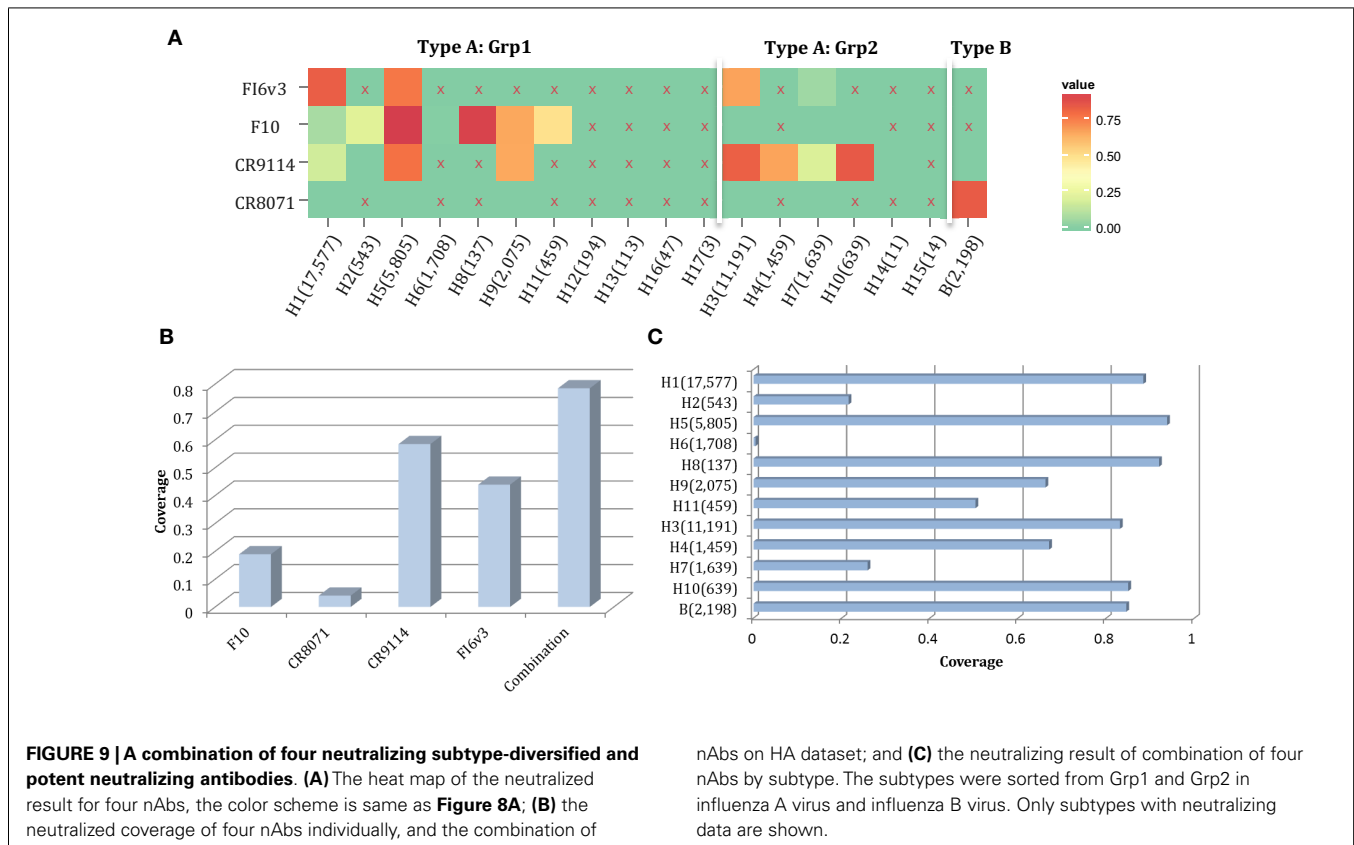 A
Type A: Grp1
Type A: Grp2
Type B
FI6v3 x x x x x x x x x x x x x x
F10 x x x x x x x x
CR9114 x x x x x x x x
CR8071 x x x x x x x x x x x x
H1(17,577) H2(543) H5(5,805) H6(1,708) H8(137) H9(2,075) H11(459) H12(194) H13(113) H16(47) H17(3) H3(11,191) H4(1,459) H7(1,639) H10(639) H14(11) H15(14) B(2,198)
value
0.75
0.50
0.25
0.00
B
Coverage
0.8
0.7
0.6
0.5
0.4
0.3
0.2
0.1
0
F10 CR8071 CR9114 FI6v3 Combination
C
H1(17,577)
H2(543)
H5(5,805)
H6(1,708)
H8(137)
H9(2,075)
H11(459)
H3(11,191)
H4(1,459)
H7(1,639)
H10(639)
B(2,198)
0 0.2 0.4 0.6 0.8 1
Coverage
FIGURE 9 | A combination of four neutralizing subtype-diversified and
potent neutralizing antibodies. (A) The heat map of the neutralized
result for four nAbs, the color scheme is same as Figure 8A; (B) the
neutralized coverage of four nAbs individually, and the combination of
nAbs on HA dataset; and (C) the neutralizing result of combination of four
nAbs by subtype. The subtypes were sorted from Grp1 and Grp2 in
influenza A virus and influenza B virus. Only subtypes with neutralizing
data are shown.